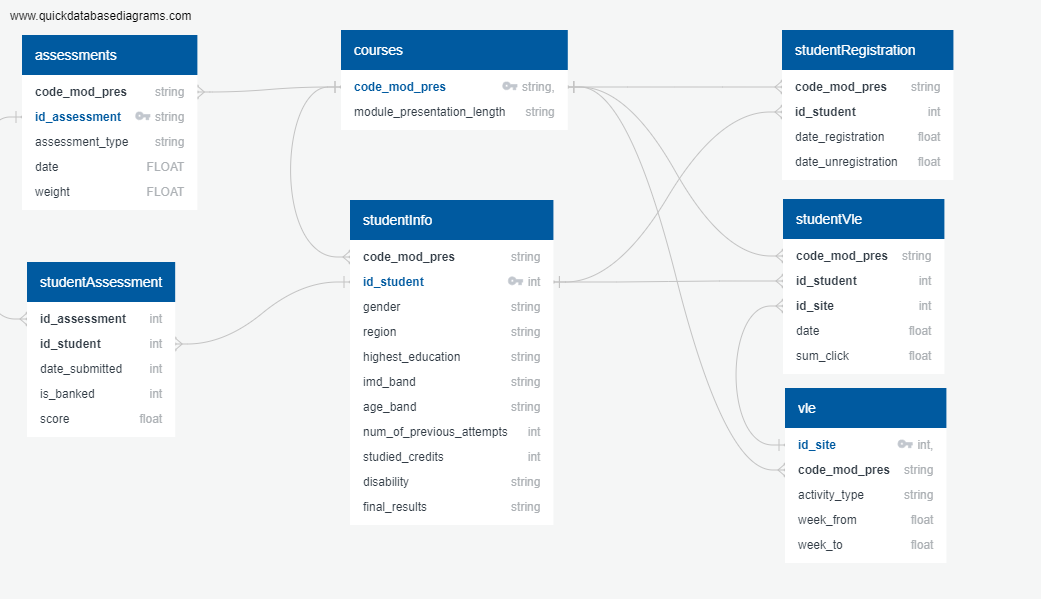 www.quickdatabasediagrams.com
assessments
code_mod_pres string
id_assessment string
assessment_type string
date FLOAT
weight FLOAT
studentAssessment
id_assessment int
id_student int
date_submitted int
is_banked int
score float
courses
code_mod_pres string,
module_presentation_length string
studentInfo
code_mod_pres string
id_student int
gender string
region string
highest_education string
imd_band string
age_band string
num_of_previous_attempts int
studied_credits int
disability string
final_results string
studentRegistration
code_mod_pres string
id_student int
date_registration float
date_unregistration float
studentVle
code_mod_pres string
id_student int
id_site int
date float
sum_click float
vle
id_site int,
code_mod_pres string
activity_type string
week_from float
week_to float